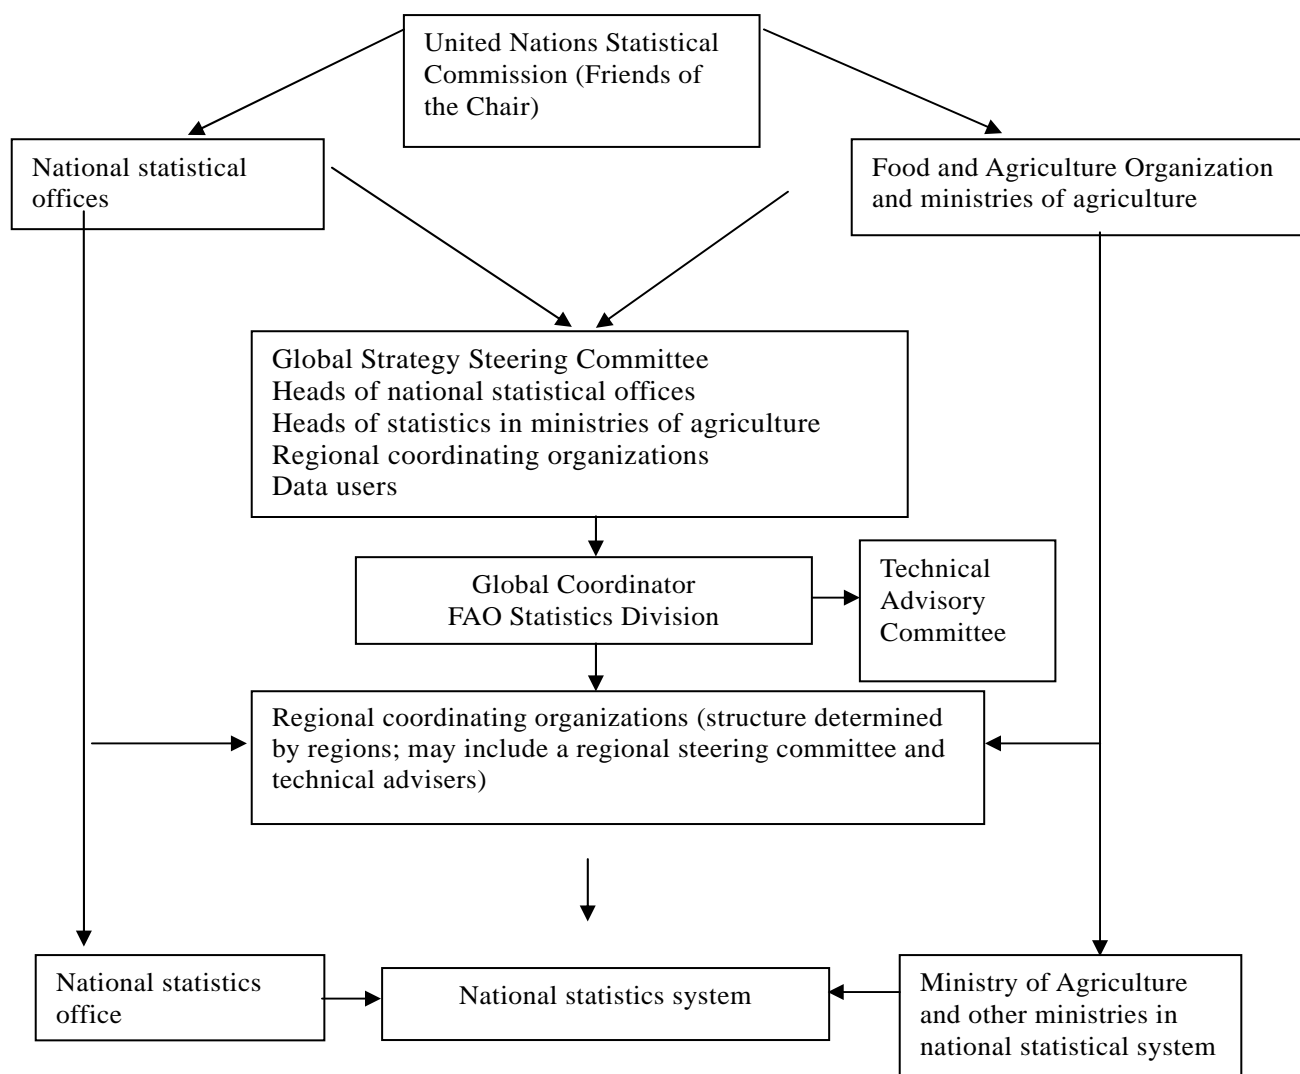 United Nations Statistical
Commission (Friends of
the Chair)
National statistical
offices
Food and Agriculture Organization
and ministries of agriculture
Global Strategy Steering Committee
Heads of national statistical offices
Heads of statistics in ministries of agriculture
Regional coordinating organizations
Data users
Global Coordinator
FAO Statistics Division
Technical
Advisory
Committee
Regional coordinating organizations (structure determined
by regions; may include a regional steering committee and
technical advisers)
National statistics
office
National statistics system
Ministry of Agriculture
and other ministries in
national statistical system